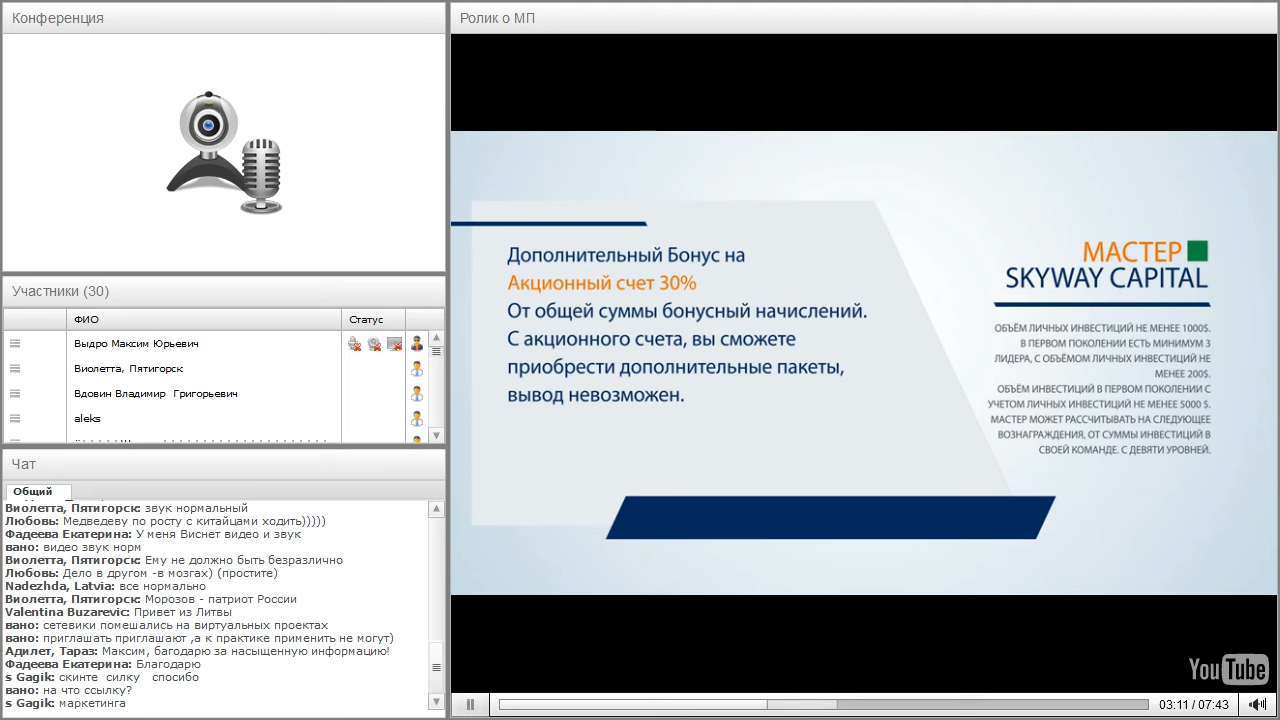 Конференция
Участники (30)
ФИО Статус
Выдро Максим Юрьевич
Виолетта, Пятигорск
Вдовин Владимир Григорьевич
aleks
Чат
Общий
Виолетта, Пятигорск: звук нормальный
Любовь: Медведеву по росту с китайцами ходить)))))
Фадеева Екатерина: У меня Виснет видео и звук
вано: видео звук норм
Виолетта, Пятигорск: Ему не должно быть безразлично
Любовь: Дело в другом -в мозгах) (простите)
Nadezhda, Latvia: все нормально
Виолетта, Пятигорск: Морозов - патриот России
Valentina Buzarevic: Привет из Литвы
вано: сетевики помешались на виртуальных проектах
вано: приглашать приглашают ,а к практике применить не могут)
Адилет, Тараз: Максим, багодарю за насыщенную информацию!
Фадеева Екатерина: Благодарю
s Gagik: скинте силку спосибо
вано: на что ссылку?
s Gagik: маркетинга
Ролик о МП
Дополнительный Бонус на
Акционный счет 30%
От общей суммы бонусный начислений.
С акционного счета, вы сможете
приобрести дополнительные пакеты,
вывод невозможен.
МАСТЕР
SKYWAY CAPITAL
ОБЪЁМ ЛИЧНЫХ ИНВЕСТИЦИЙ НЕ МЕНЕЕ 1000$.
В ПЕРВОМ ПОКОЛЕНИИ ЕСТЬ МИНИМУМ 3
ЛИДЕРА, С ОБЪЁМОМ ЛИЧНЫХ ИНВЕСТИЦИЙ НЕ
МЕНЕЕ 200$.
ОБЪЁМ ИНВЕСТИЦИЙ В ПЕРВОМ ПОКОЛЕНИИ С
УЧЕТОМ ЛИЧНЫХ ИНВЕСТИЦИЙ НЕ МЕНЕЕ 5000 $.
МАСТЕР МОЖЕТ РАССЧИТЫВАТЬ НА СЛЕДУЮЩЕЕ
ВОЗНАГРАЖДЕНИЯ, ОТ СУММЫ ИНВЕСТИЦИЙ В
СВОЕЙ КОМАНДЕ. С ДЕВЯТИ УРОВНЕЙ.
YouTube
03:11 / 07:43